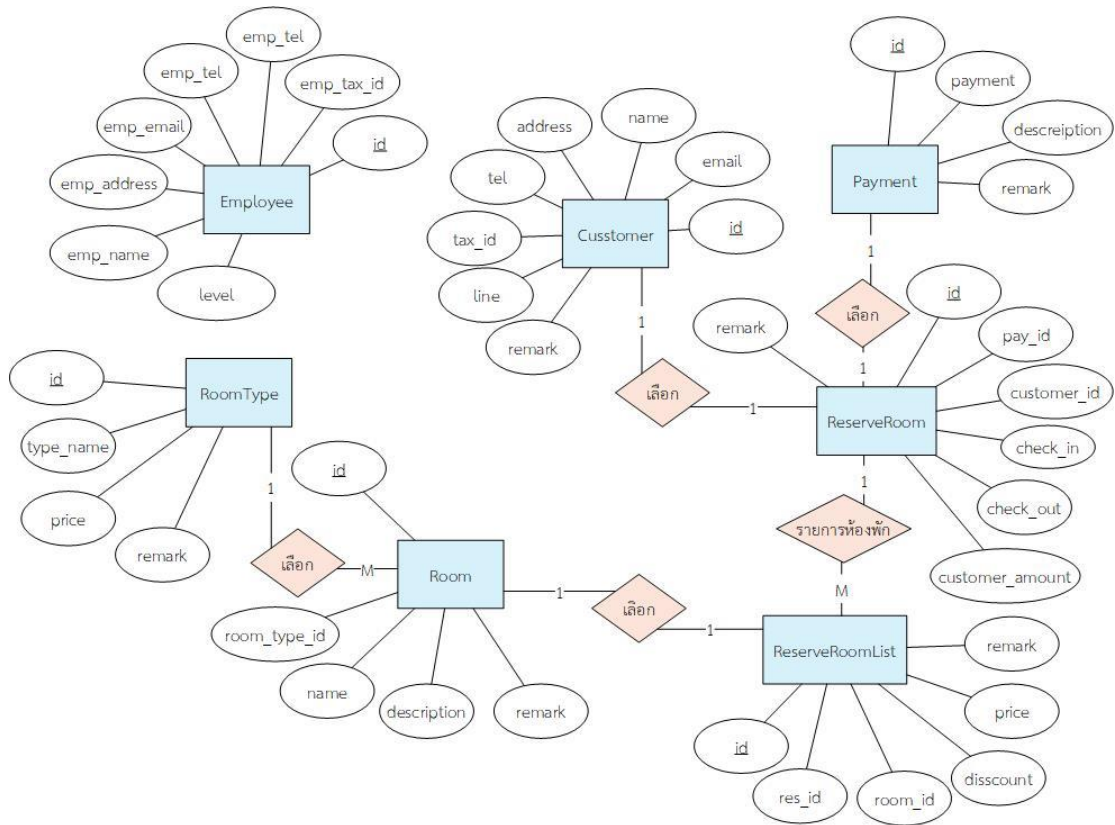 emp_tel
emp_tel
emp_tax_id
emp_email
id
emp_address
Employee
emp_name
level
address
name
tel
email
tax_id
Cusstomer
id
line
remark
1
id
payment
descreiption
Payment
remark
1
เลือก
1
remark
id
pay_id
customer_id
ReserveRoom
check_in
check_out
customer_amount
เลือก
1
1
รายการห้องพัก
M
id
RoomType
type_name
price
remark
1
เลือก
M
id
Room
room_type_id
name
description
remark
1
เลือก
1
ReserveRoomList
remark
price
disscount
id
res_id
room_id